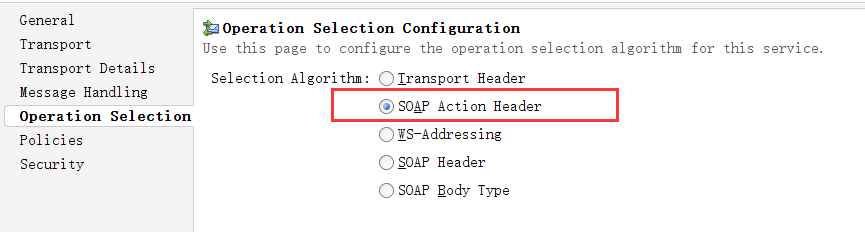 General
Transport
Transport Details
Message Handling
Operation Selection
Policies
Security
Operation Selection Configuration
Use this page to configure the operation selection algorithm for this service.
Selection Algorithm: Transport Header
SOAP Action Header
WS-Addressing
SOAP Header
SOAP Body Type